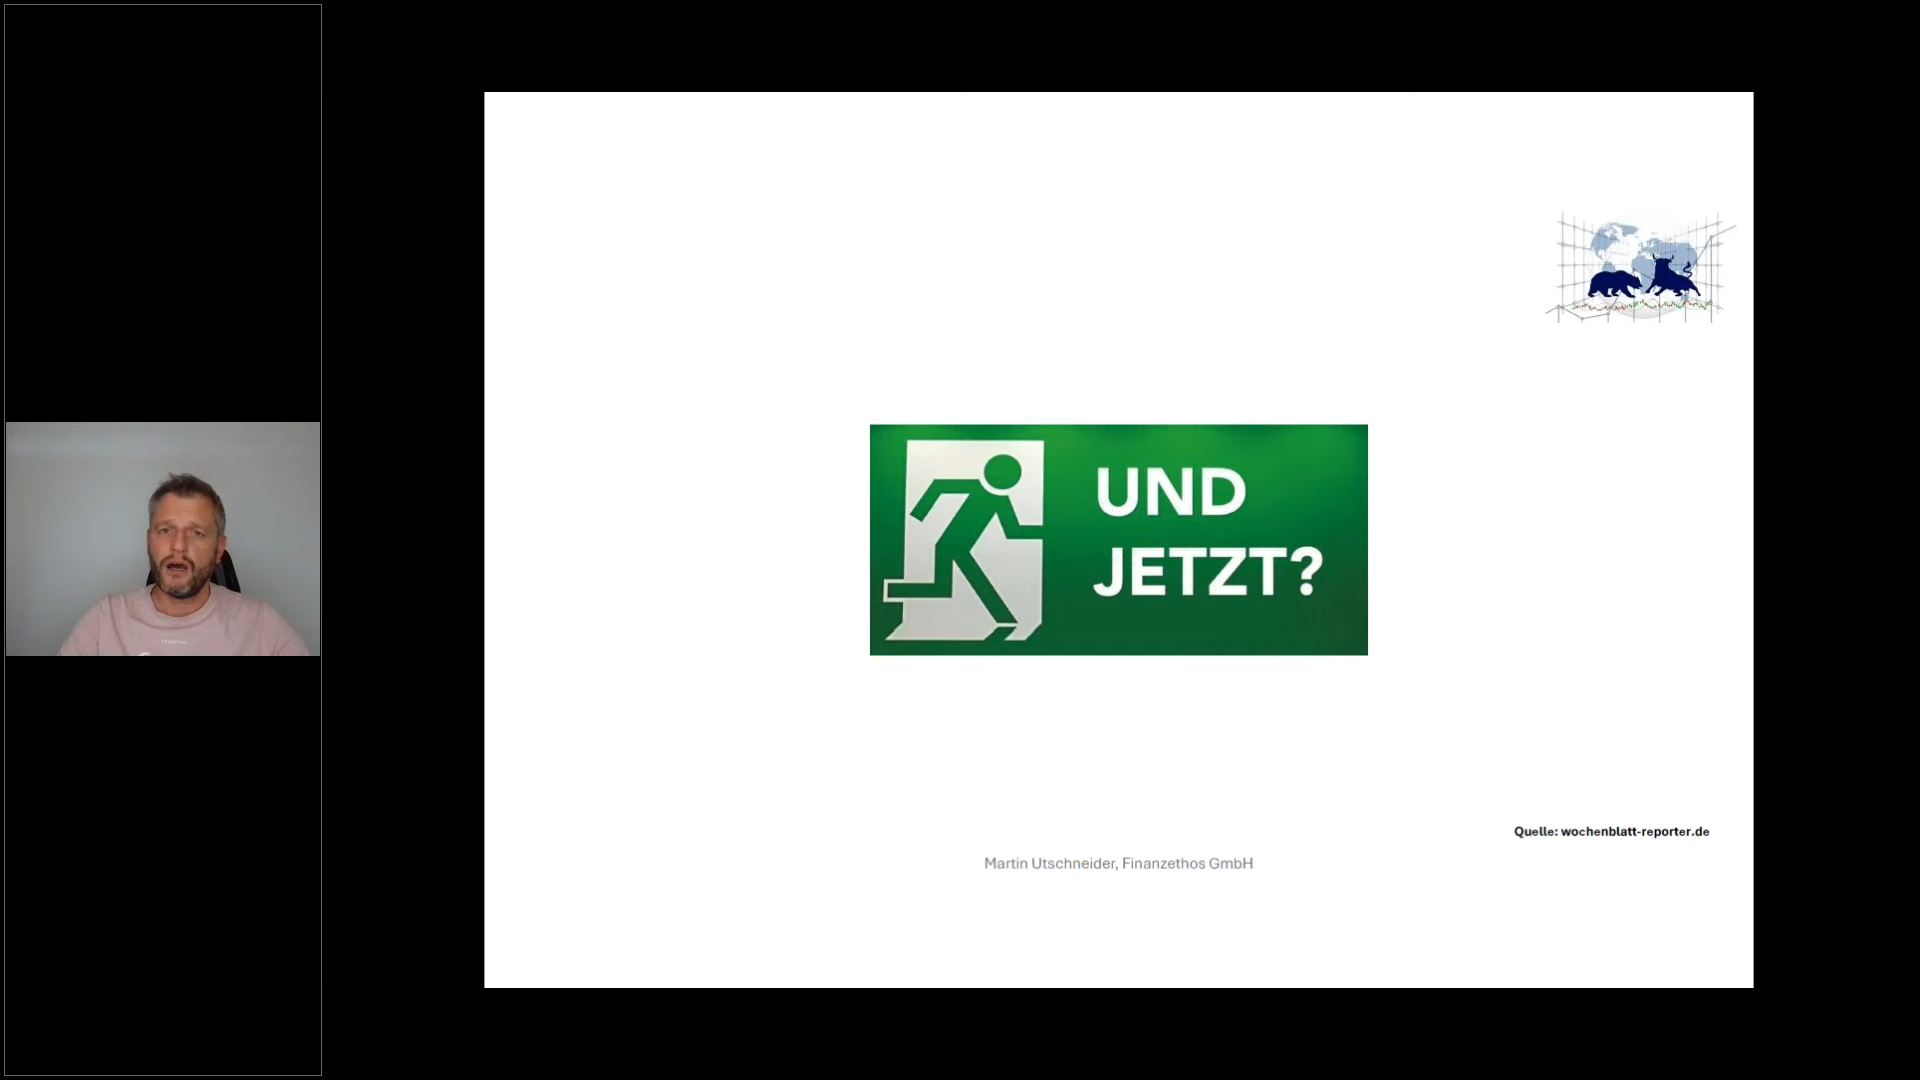 UND
JETZT?
Quelle: wochenblatt-reporter.de
Martin Utschneider, Finanzethos GmbH